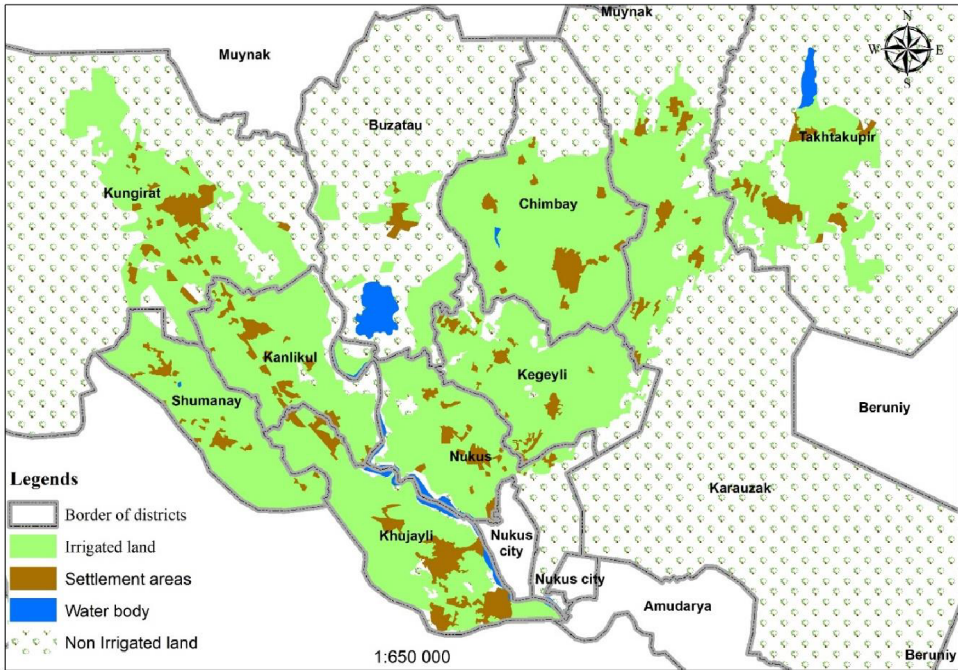 Muynak
Muynak
N
W
E
S
Buzatau
Takhtakupir
Kungirat
Chimbay
Kanlikul
Kegeyli
Shumanay
Beruniy
Nukus
Karauzak
Legends
Border of districts
Irrigated land
Settlement areas
Water body
Non Irrigated land
Khujayli
Nukus
city
Nukus city
Amudarya
Beruniy
1:650 000